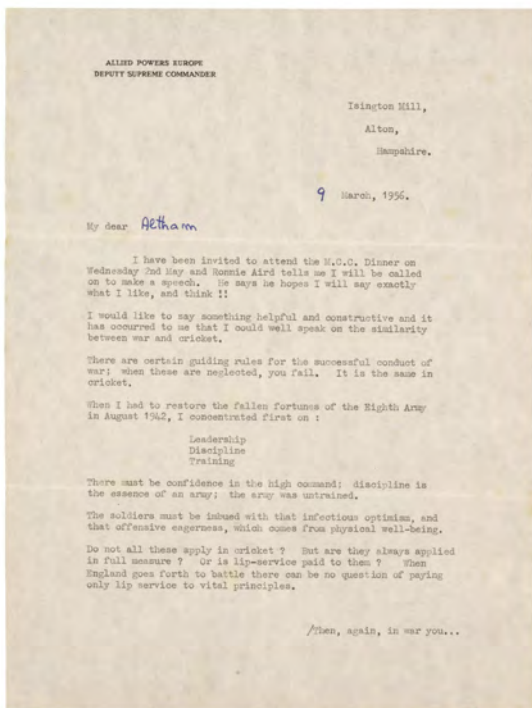 ALLIED POWERS EUROPE
DEPUTY SUPREME COMMANDER
Isington Mill,
Alton,
Hampshire.
9 March, 1956.
My dear Altham
I have been invited to attend the M.C.C. Dinner on
Wednesday 2nd May and Ronnie Aird tells me I will be called
on to make a speech. He says he hopes I will say exactly
what I like, and think !!
I would like to say something helpful and constructive and it
has occurred to me that I could well speak on the similarity
between war and cricket.
There are certain guiding rules for the successful conduct of
war; when these are neglected, you fail. It is the same in
cricket.
When I had to restore the fallen fortunes of the Eighth Army
in August 1942, I concentrated first on :
Leadership
Discipline
Training
There must be confidence in the high command; discipline is
the essence of an army; the army was untrained.
The soldiers must be imbued with that infectious optimism, and
that offensive eagerness, which comes from physical well-being.
Do not all these apply in cricket ? But are they always applied
in full measure ? Or is lip-service paid to them ? When
England goes forth to battle there can be no question of paying
only lip service to vital principles.
/Then, again, in war you...